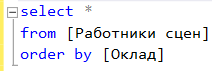 select *
from [Работники сцен]
order by [Оклад]